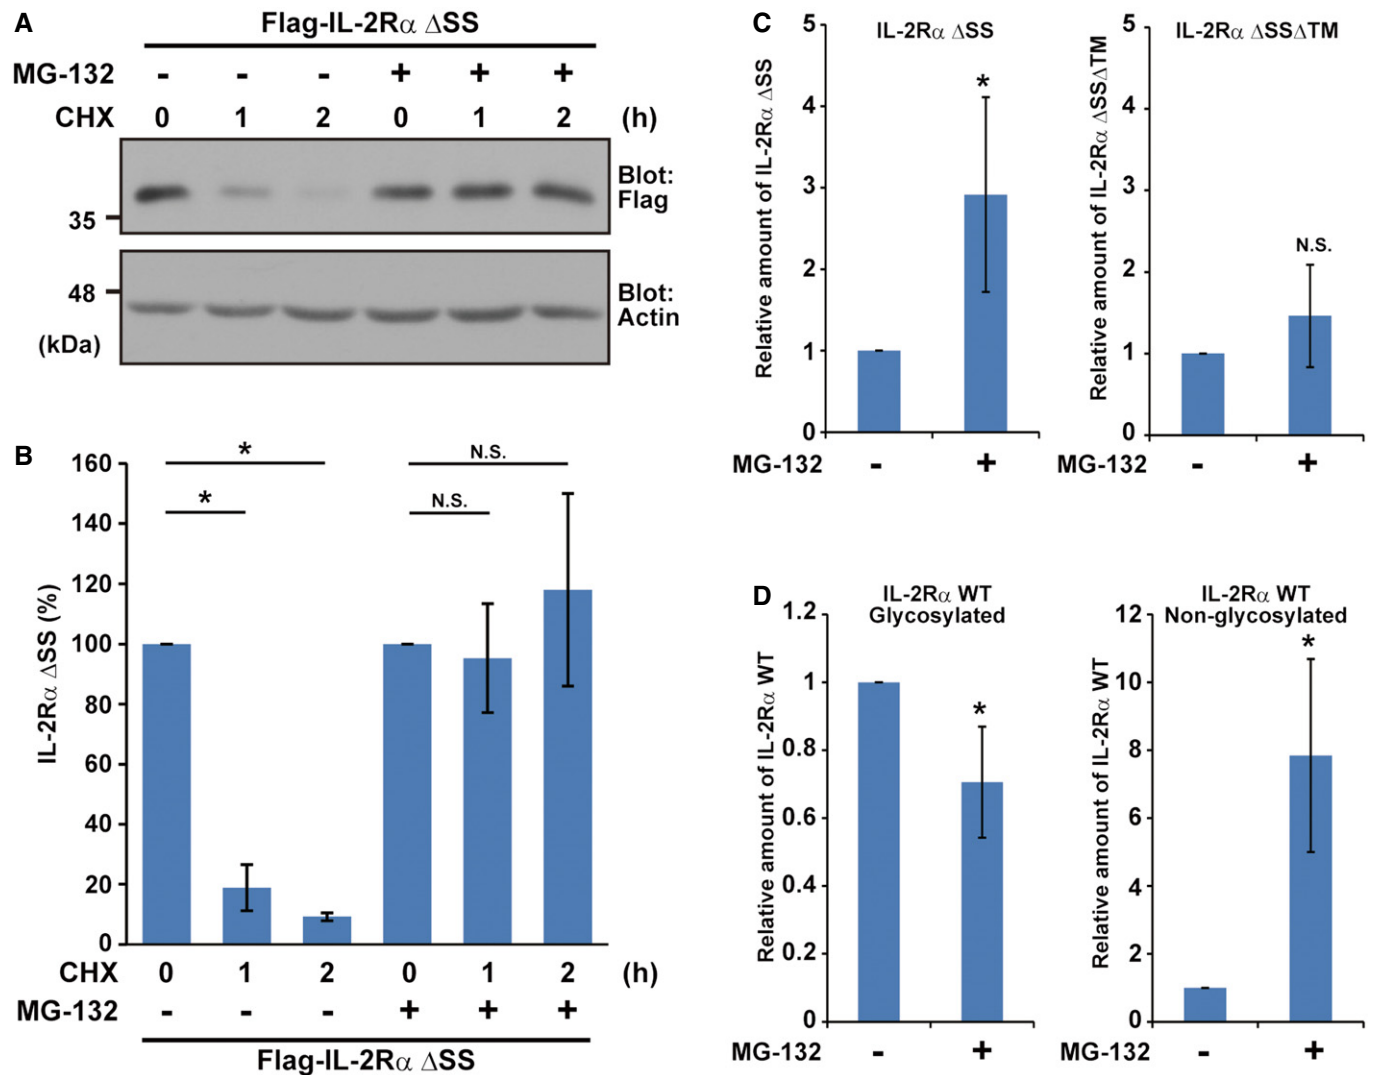 A
Flag-IL-2Rα ΔSS
MG-132 - - - + + +
CHX 0 1 2 0 1 2 (h)
Blot:
Flag
35
48
Blot:
Actin
(kDa)
B
IL-2Rα ΔSS (%)
160
140
120
100
80
60
40
20
0
*
*
N.S.
N.S.
CHX 0 1 2 0 1 2 (h)
MG-132 - - - + + +
Flag-IL-2Rα ΔSS
C
IL-2Rα ΔSS
Relative amount of IL-2Rα ΔSS
5
4
3
2
1
0
*
MG-132 - +
IL-2Rα ΔSSΔTM
Relative amount of IL-2Rα ΔSSΔTM
5
4
3
2
1
0
N.S.
MG-132 - +
D
IL-2Rα WT
Glycosylated
Relative amount of IL-2Rα WT
1.2
1
0.8
0.6
0.4
0.2
0
*
MG-132 - +
IL-2Rα WT
Non-glycosylated
Relative amount of IL-2Rα WT
12
10
8
6
4
2
0
*
MG-132 - +